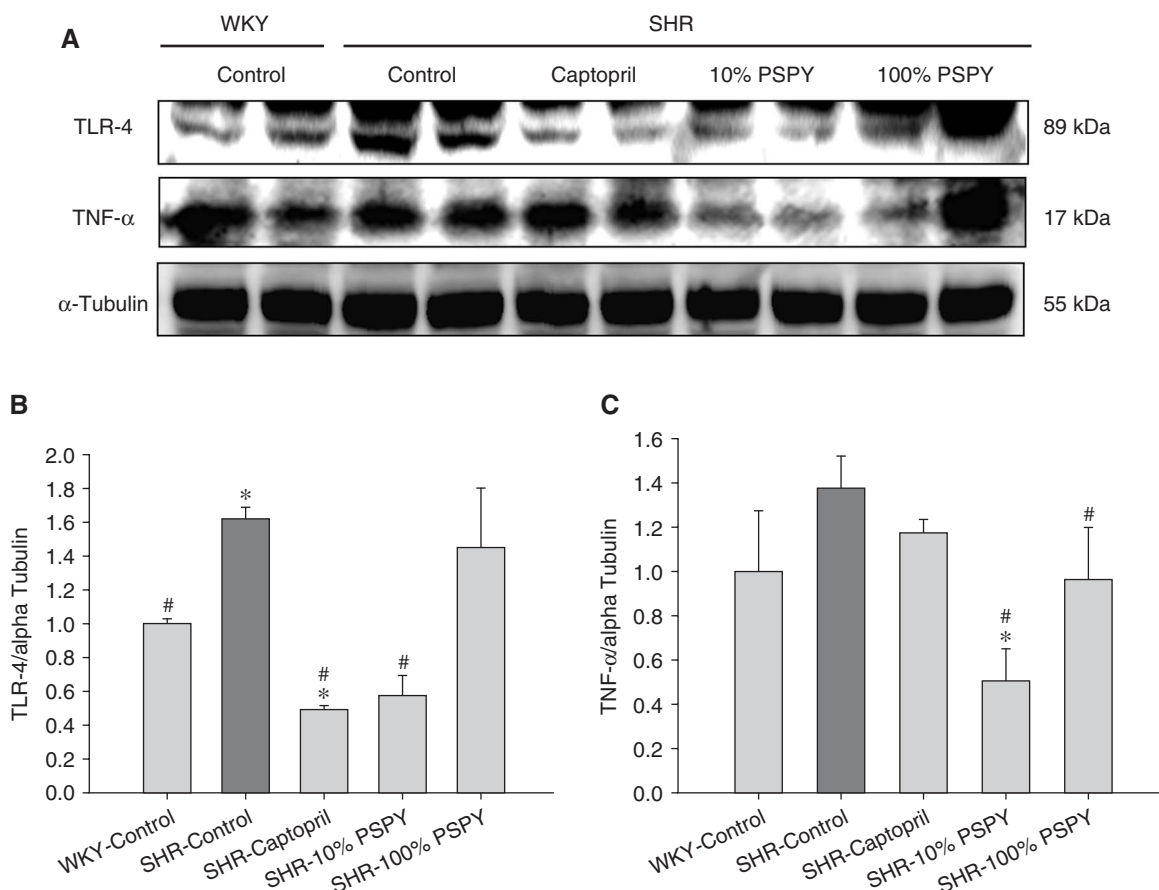 A
WKY SHR
Control Control Captopril 10% PSPY 100% PSPY
TLR-4 89 kDa
TNF-α 17 kDa
α-Tubulin 55 kDa
B
TLR-4/alpha Tubulin
2.0
1.8
1.6
1.4
1.2
1.0
0.8
0.6
0.4
0.2
0.0
#
*
#
*
#
WKY-Control
SHR-Control
SHR-Captopril
SHR-10% PSPY
SHR-100% PSPY
C
TNF-α/alpha Tubulin
1.6
1.4
1.2
1.0
0.8
0.6
0.4
0.2
0.0
#
*
#
WKY-Control
SHR-Control
SHR-Captopril
SHR-10% PSPY
SHR-100% PSPY